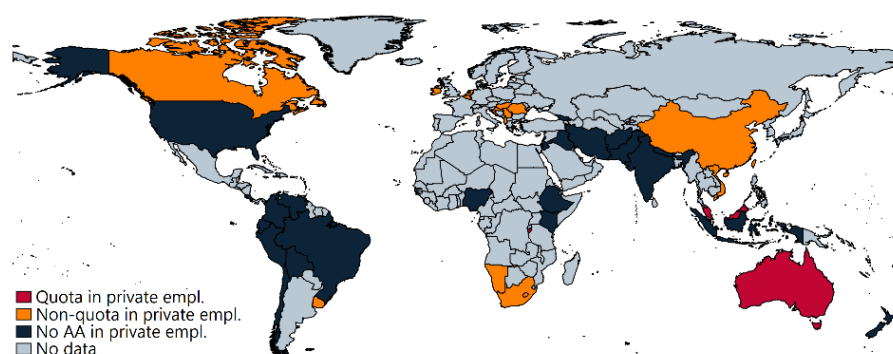 Quota in private empl.
Non-quota in private empl.
No AA in private empl.
No data